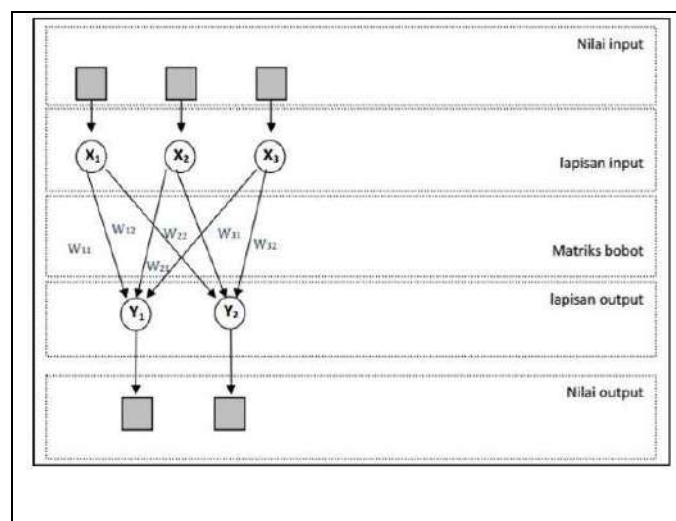 Nilai input
X₁ X₂ X₃
lapisan input
W₁₁ W₁₂ W₂₁ W₂₂ W₃₁ W₃₂
Matriks bobot
lapisan output
Y₁ Y₂
Nilai output